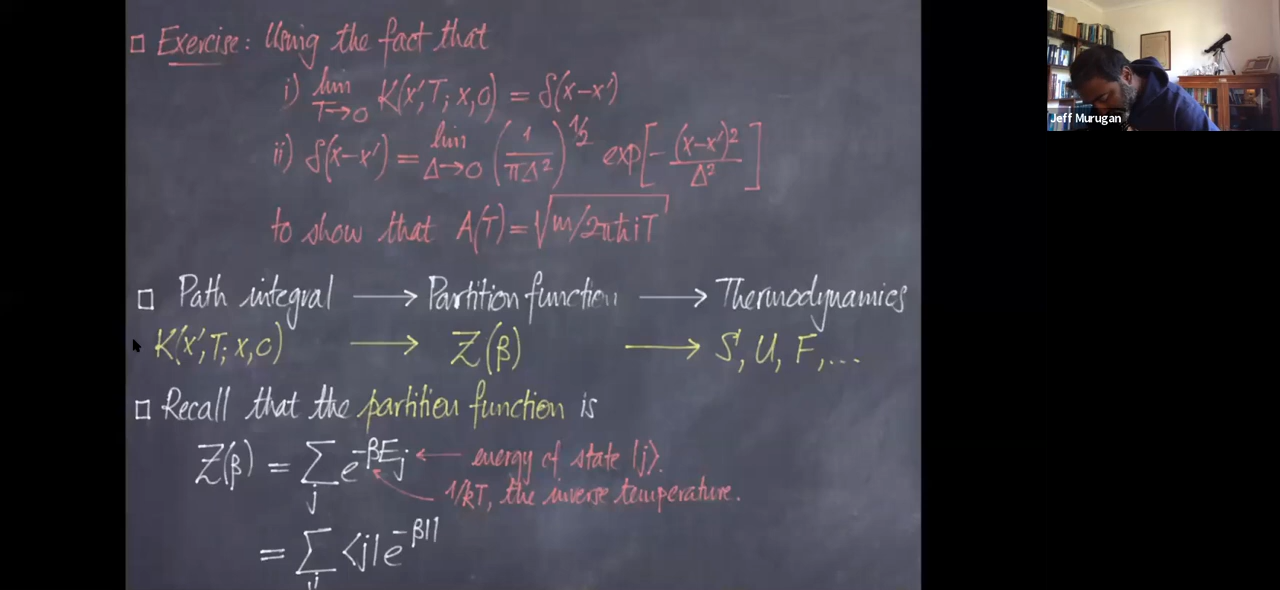 □ Exercise: Using the fact that
i) lim T→0 K(x',T; x,0) = δ(x-x')
ii) δ(x-x') = lim Δ→0 (1/πΔ²)^1/2 exp[-(x-x')²/Δ²]
to show that A(T) = √m/2πħiT
□ Path integral → Partition function → Thermodynamics
K(x',T; x,0) → Z(β) → S, U, F, ...
□ Recall that the partition function is
Z(β) = Σ_j e^-βEj ← energy of state |j>.
1/kT, the inverse temperature.
= Σ_j <j|e^-βH
Jeff Murugan